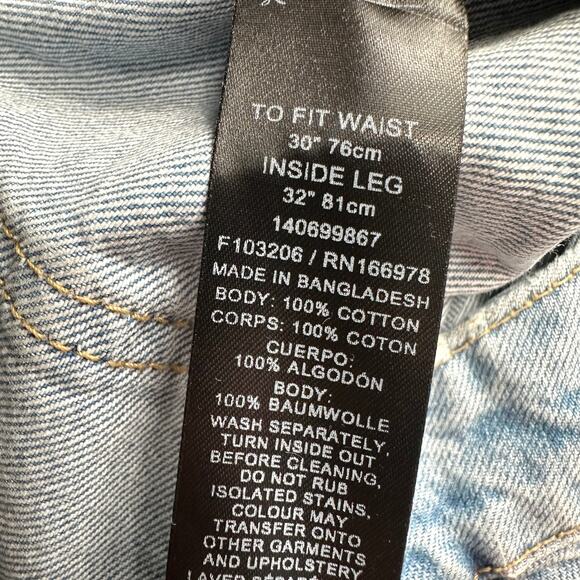 TO FIT WAIST
30" 76cm
INSIDE LEG
32" 81cm
140699867
F103206 / RN166978
MADE IN BANGLADESH
BODY: 100% COTTON
CORPS: 100% COTON
CUERPO:
100% ALGODÓN
BODY:
100% BAUMWOLLE
WASH SEPARATELY,
TURN INSIDE OUT
BEFORE CLEANING,
DO NOT RUB
ISOLATED STAINS,
COLOUR MAY
TRANSFER ONTO
OTHER GARMENTS
AND UPHOLSTERY